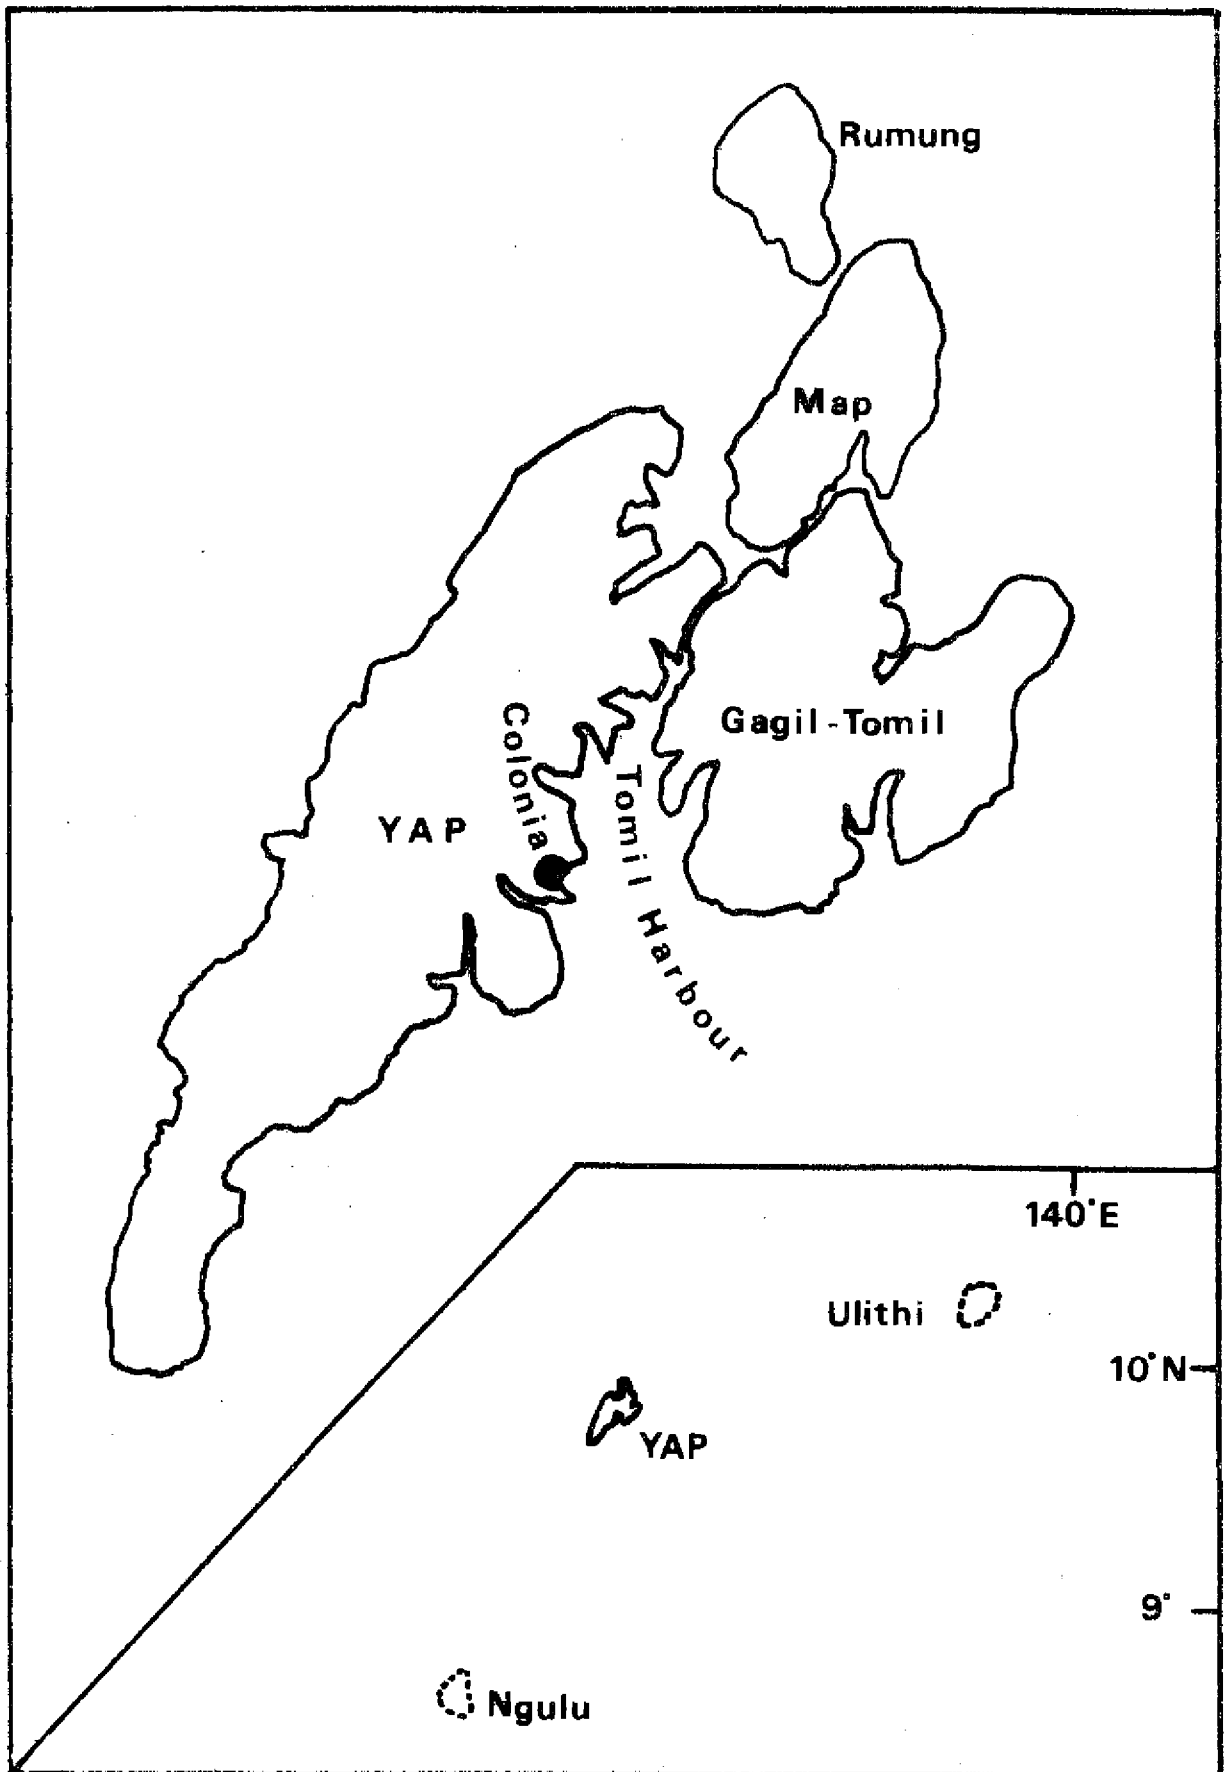 Rumung
Map
Gagil-Tomil
Colonia
Tomil Harbour
YAP
140°E
Ulithi
10°N
YAP
9°
Ngulu